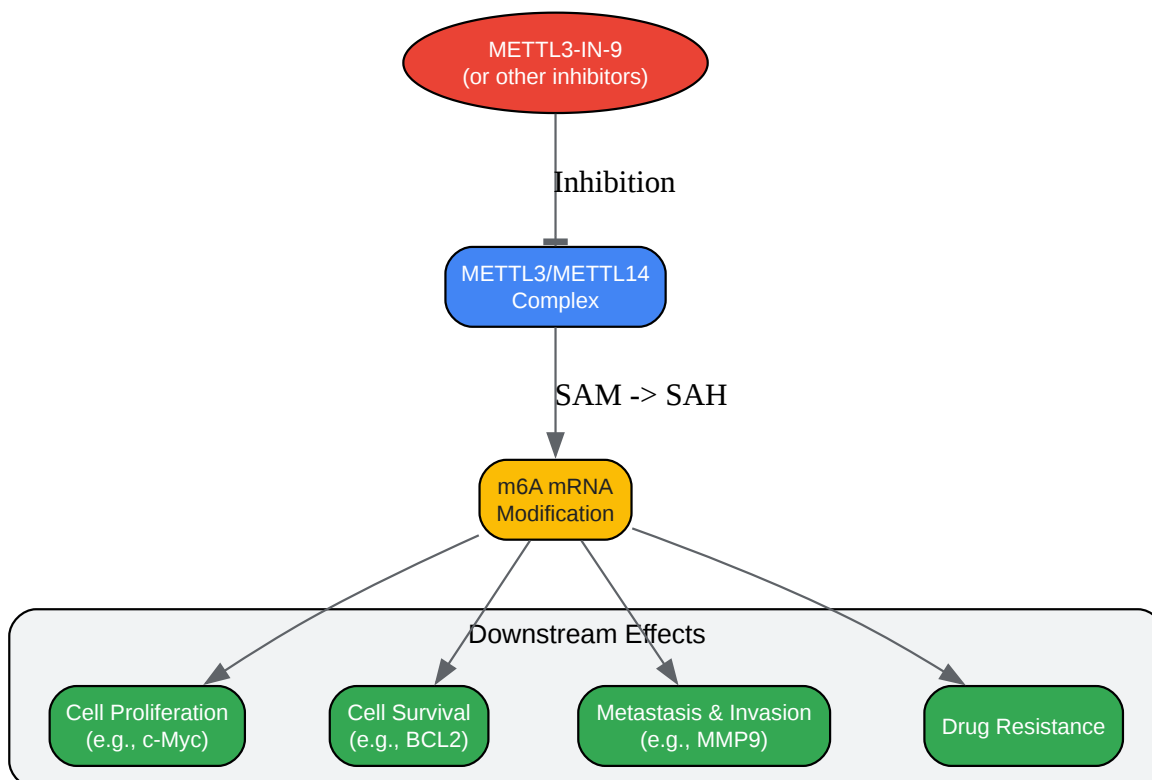 METTL3-IN-9
(or other inhibitors)
Inhibition
METTL3/METTL14
Complex
SAM -> SAH
m6A mRNA
Modification
Downstream Effects
Cell Proliferation
(e.g., c-Myc)
Cell Survival
(e.g., BCL2)
Metastasis & Invasion
(e.g., MMP9)
Drug Resistance